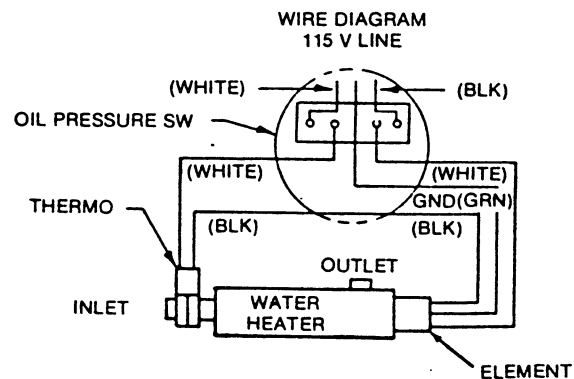 WIRE DIAGRAM
115 V LINE
(WHITE)
(BLK)
OIL PRESSURE SW
(WHITE)
(WHITE)
GND(GRN)
THERMO
(BLK)
(BLK)
OUTLET
INLET
WATER
HEATER
ELEMENT